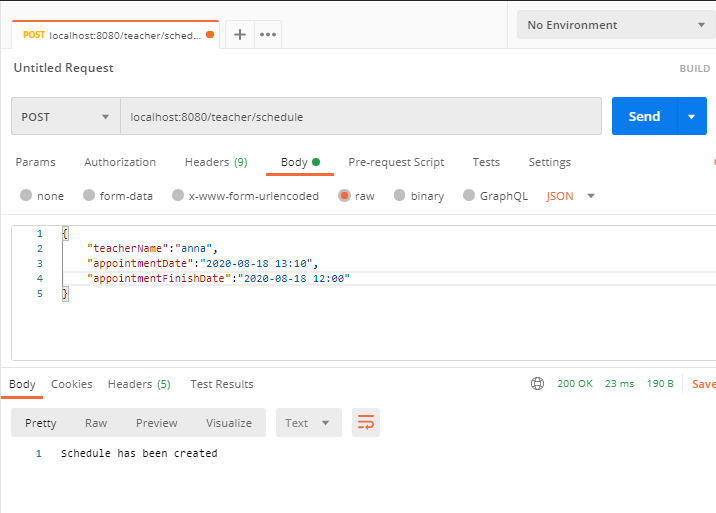 POST localhost:8080/teacher/sched...
No Environment
Untitled Request
BUILD
POST localhost:8080/teacher/schedule Send
Params Authorization Headers (9) Body Pre-request Script Tests Settings
none form-data x-www-form-urlencoded raw binary GraphQL JSON
1 {
2 "teacherName":"anna",
3 "appointmentDate":"2020-08-18 13:10",
4 "appointmentFinishDate":"2020-08-18 12:00"
5 }
Body Cookies Headers (5) Test Results 200 OK 23 ms 190 B Save
Pretty Raw Preview Visualize Text
1 Schedule has been created